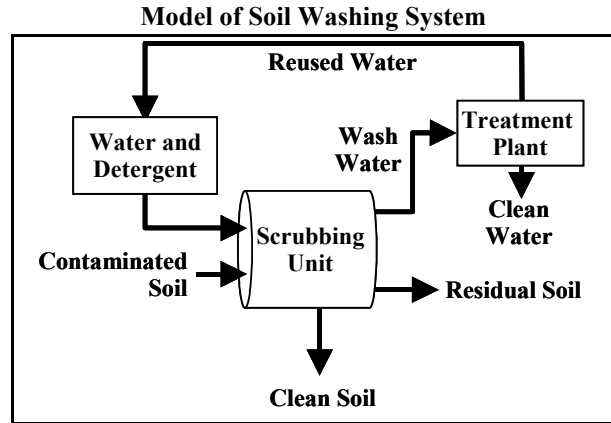 Model of Soil Washing System
Reused Water
Water and
Detergent
Wash
Water
Treatment
Plant
Clean
Water
Scrubbing
Unit
Contaminated
Soil
Residual Soil
Clean Soil